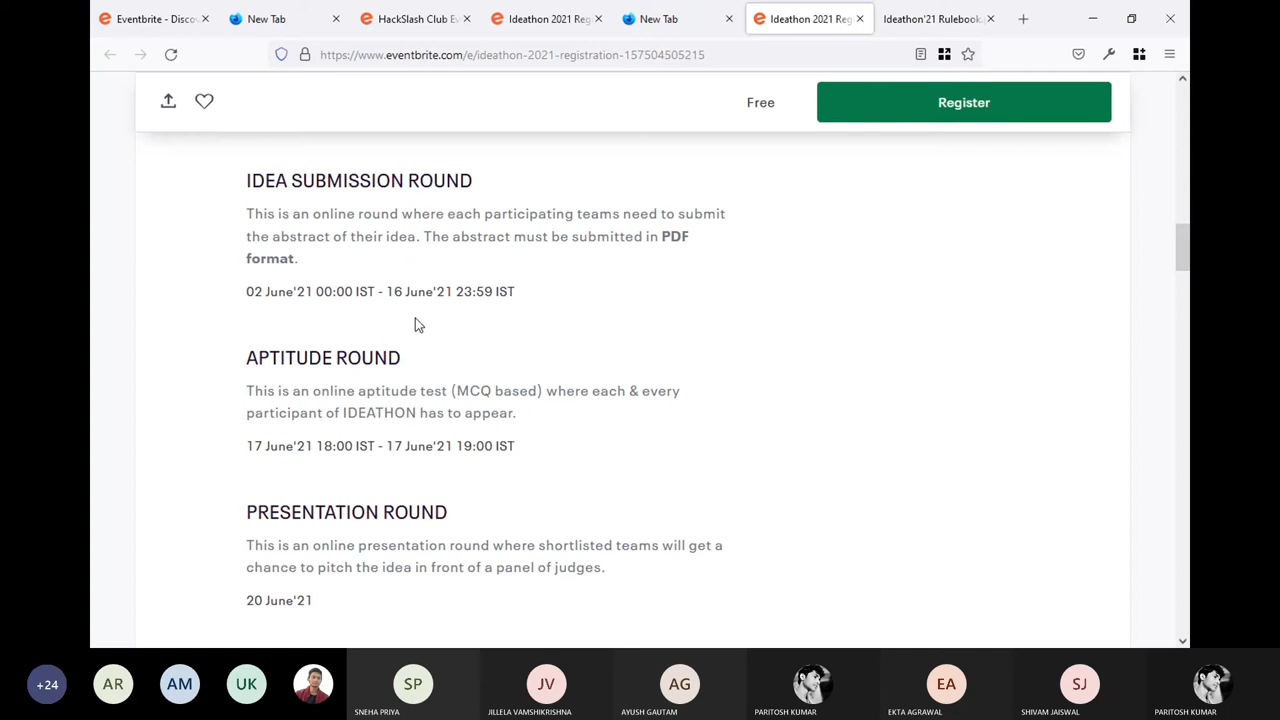 Eventbrite - Discov
New Tab
HackSlash Club Ev
Ideathon 2021 Reg
New Tab
Ideathon 2021 Reg
Ideathon'21 Rulebook.
https://www.eventbrite.com/e/ideathon-2021-registration-157504505215
Free
Register
IDEA SUBMISSION ROUND
This is an online round where each participating teams need to submit
the abstract of their idea. The abstract must be submitted in PDF
format.
02 June'21 00:00 IST - 16 June'21 23:59 IST
APTITUDE ROUND
This is an online aptitude test (MCQ based) where each & every
participant of IDEATHON has to appear.
17 June'21 18:00 IST - 17 June'21 19:00 IST
PRESENTATION ROUND
This is an online presentation round where shortlisted teams will get a
chance to pitch the idea in front of a panel of judges.
20 June'21
+24
AR
AM
UK
SP
JV
AG
EA
SJ
SNEHA PRIYA
JILLELA VAMSHIKRISHNA
AYUSH GAUTAM
PARITOSH KUMAR
EKTA AGRAWAL
SHIVAM JAISWAL
PARITOSH KUMAR